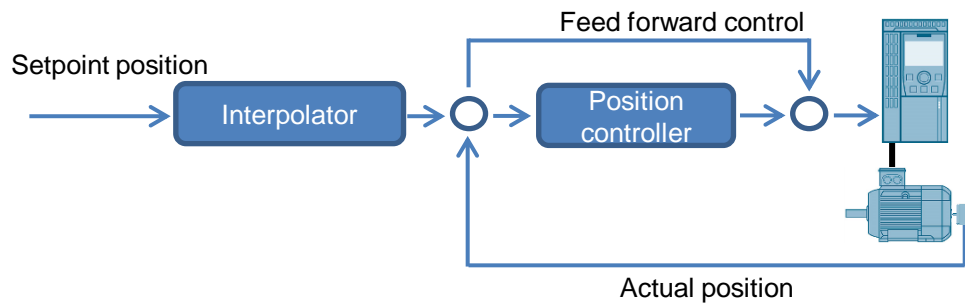 Feed forward control
Setpoint position
Interpolator
Position
controller
Actual position